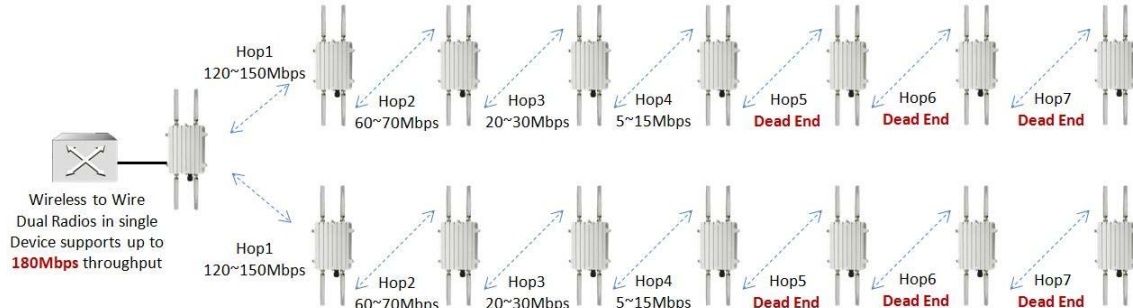 Hop1
120~150Mbps
Hop2
60~70Mbps
Hop3
20~30Mbps
Hop4
5~15Mbps
Hop5
Dead End
Hop6
Dead End
Hop7
Dead End
Wireless to Wire
Dual Radios in single
Device supports up to
180Mbps throughput
Hop1
120~150Mbps
Hop2
60~70Mbps
Hop3
20~30Mbps
Hop4
5~15Mbps
Hop5
Dead End
Hop6
Dead End
Hop7
Dead End